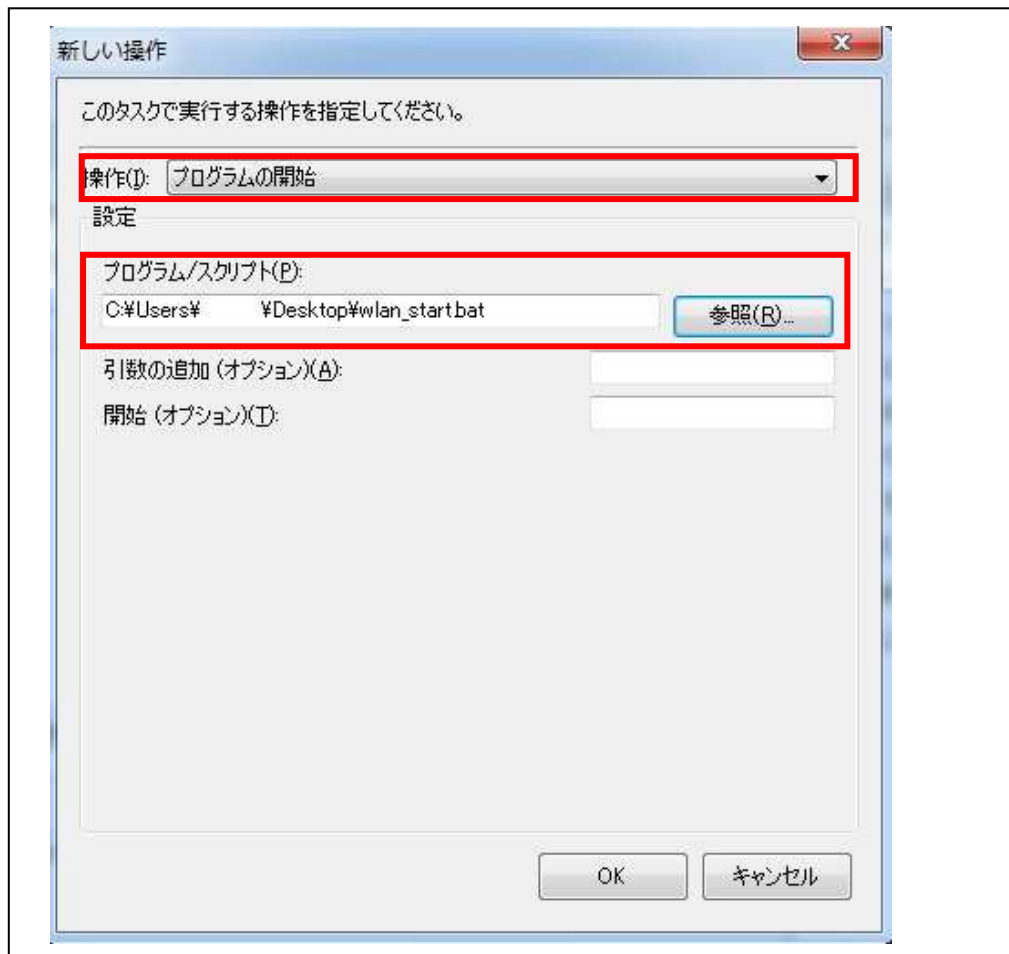 新しい操作
このタスクで実行する操作を指定してください。
操作(I): プログラムの開始
設定
プログラム/スクリプト(P):
C:¥Users¥ ¥Desktop¥wlan_start.bat 参照(R)...
引数の追加 (オプション)(A):
開始 (オプション)(T):
OK キャンセル